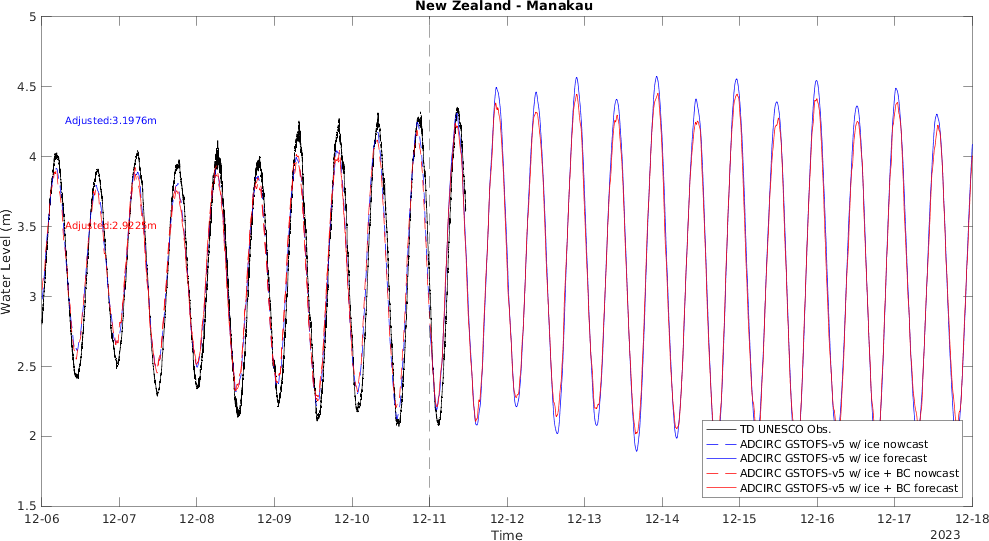 New Zealand - Manakau
5
4.5
4
3.5
3
2.5
2
1.5
Water Level (m)
Adjusted:3.1976m
Adjusted:2.9225m
TD UNESCO Obs.
ADCIRC GSTOFS-v5 w/ ice nowcast
ADCIRC GSTOFS-v5 w/ ice forecast
ADCIRC GSTOFS-v5 w/ ice + BC nowcast
ADCIRC GSTOFS-v5 w/ ice + BC forecast
12-06 12-07 12-08 12-09 12-10 12-11 12-12 12-13 12-14 12-15 12-16 12-17 12-18
Time
2023